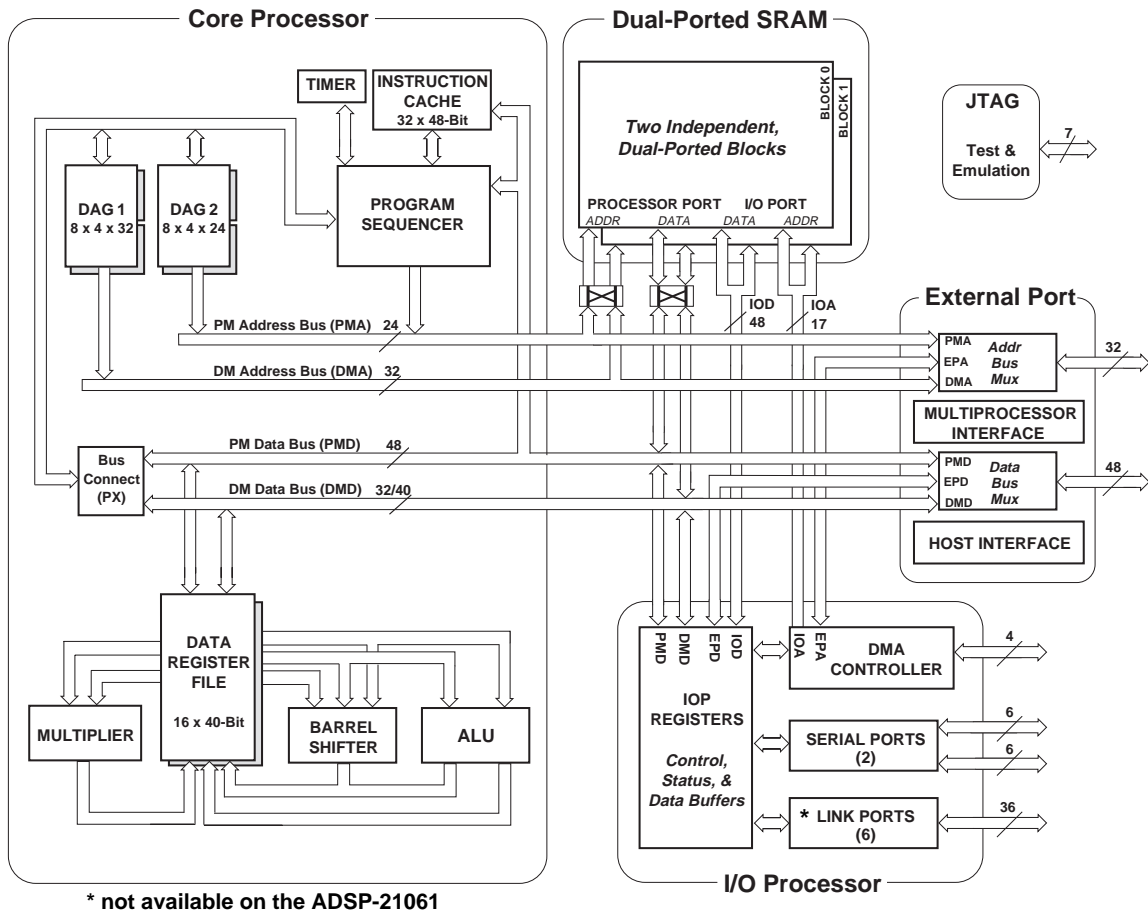 Core Processor
Dual-Ported SRAM
TIMER
INSTRUCTION
CACHE
32 x 48-Bit
BLOCK 0
BLOCK 1
JTAG
Test &
Emulation
7
Two Independent,
Dual-Ported Blocks
DAG 1
8 x 4 x 32
DAG 2
8 x 4 x 24
PROGRAM
SEQUENCER
PROCESSOR PORT
I/O PORT
ADDR
DATA
DATA
ADDR
IOD
48
IOA
17
External Port
PM Address Bus (PMA)
24
DM Address Bus (DMA)
32
PMA
EPA
DMA
Addr
Bus
Mux
32
MULTIPROCESSOR
INTERFACE
Bus
Connect
(PX)
PM Data Bus (PMD)
48
DM Data Bus (DMD)
32/40
PMD
EPD
DMD
Data
Bus
Mux
48
HOST INTERFACE
DATA
REGISTER
FILE
16 x 40-Bit
MULTIPLIER
BARREL
SHIFTER
ALU
PMD
DMD
EPD
IOD
IOA
EPA
DMA
CONTROLLER
4
IOP
REGISTERS
Control,
Status, &
Data Buffers
SERIAL PORTS
(2)
6
6
* LINK PORTS
(6)
36
I/O Processor
* not available on the ADSP-21061